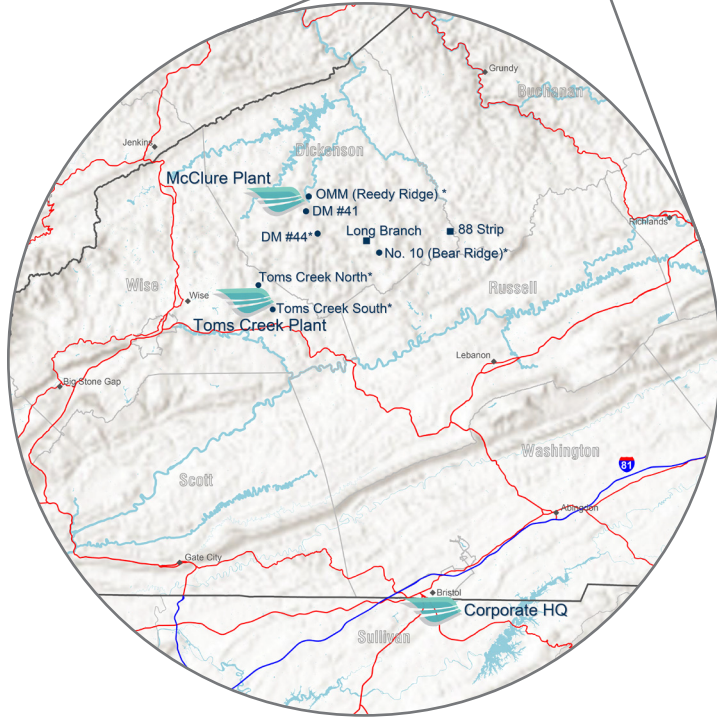 Grundy
Buchanan
Jenkins
Dickenson
McClure Plant
OMM (Reedy Ridge) *
DM #41
Richlands
DM #44*
Long Branch
88 Strip
No. 10 (Bear Ridge)*
Toms Creek North*
Wise
Russell
Wise
Toms Creek South*
Toms Creek Plant
Lebanon
Big Stone Gap
Washington
81
Scott
Abingdon
Gate City
Bristol
Corporate HQ
Sullivan